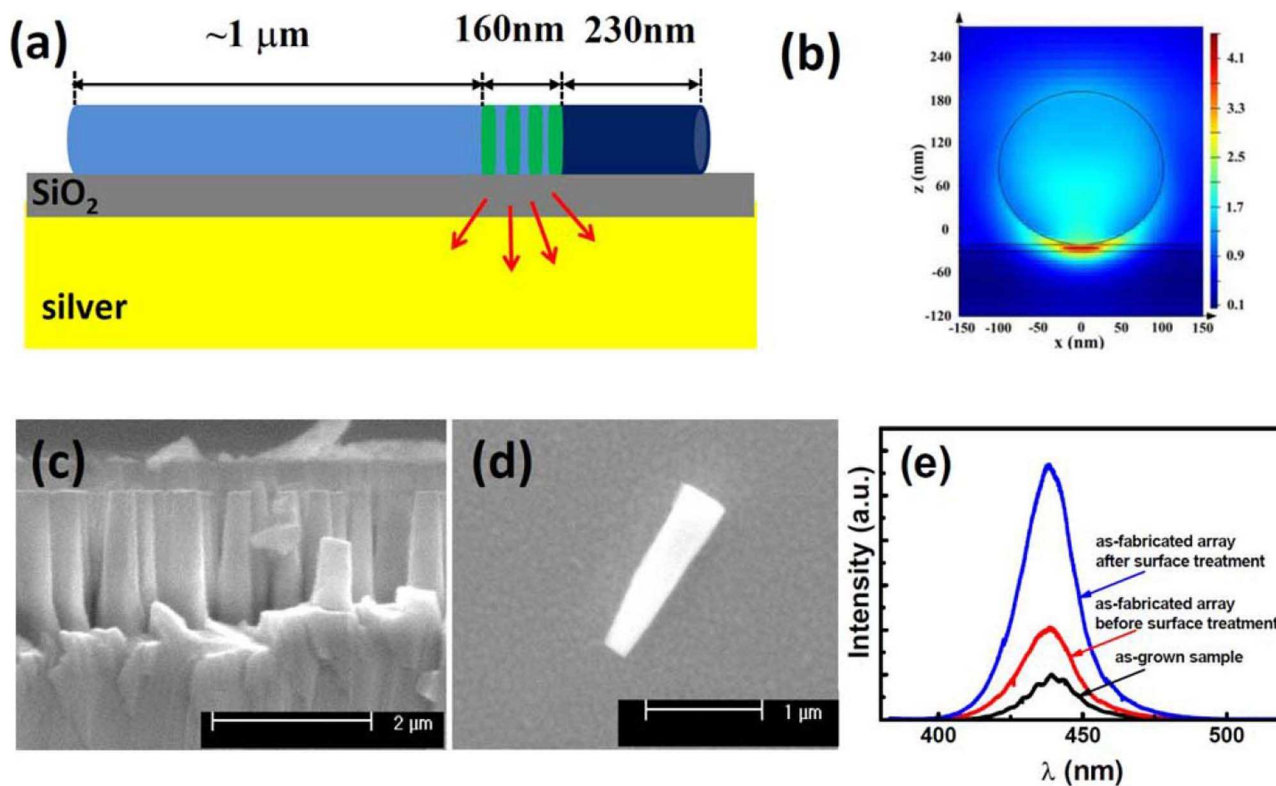 (a)
~1 μm
160nm
230nm
SiO₂
silver
(b)
240
180
120
60
0
-60
-120
-150
-100
-50
0
50
100
150
z (nm)
x (nm)
4.1
3.3
2.5
1.7
0.9
0.1
(c)
2 μm
(d)
1 μm
(e)
Intensity (a.u.)
as-fabricated array
after surface treatment
as-fabricated array
before surface treatment
as-grown sample
400
450
500
λ (nm)